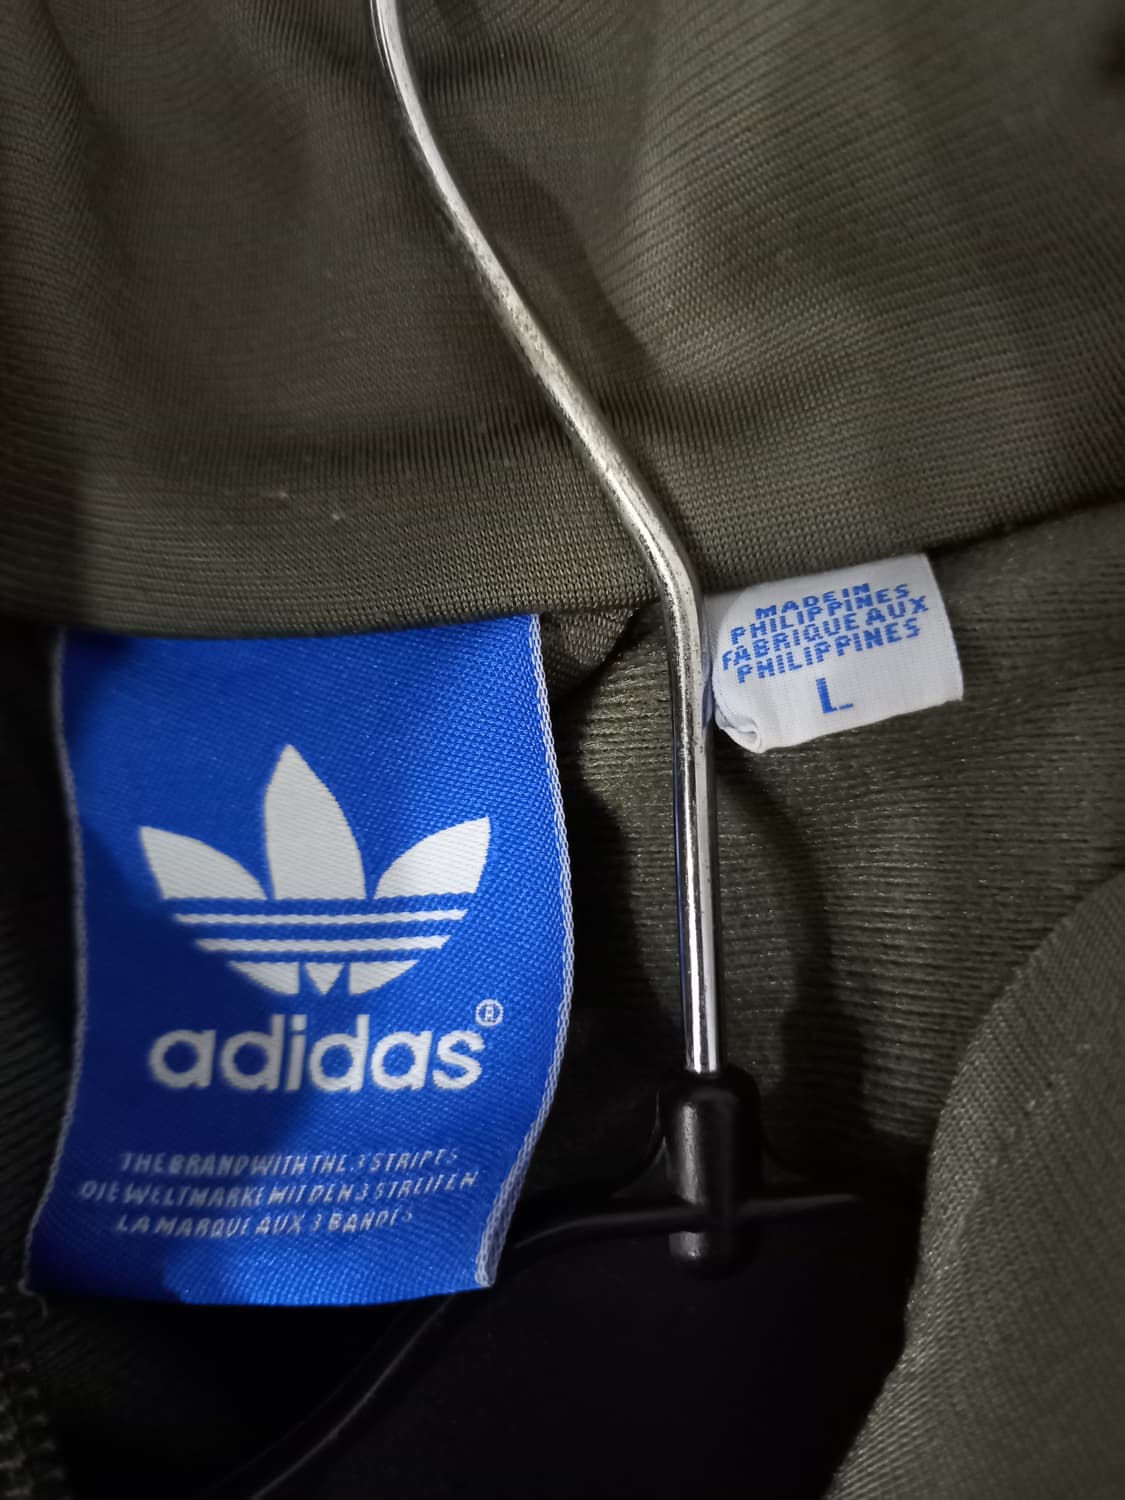 adidas®
THE BRAND WITH THE 3 STRIPES
DIE WELTMARKE MIT DEN 3 STREIFEN
LA MARQUE AUX 3 BANDES
MADE IN
PHILIPPINES
FABRIQUE AUX
PHILIPPINES
L